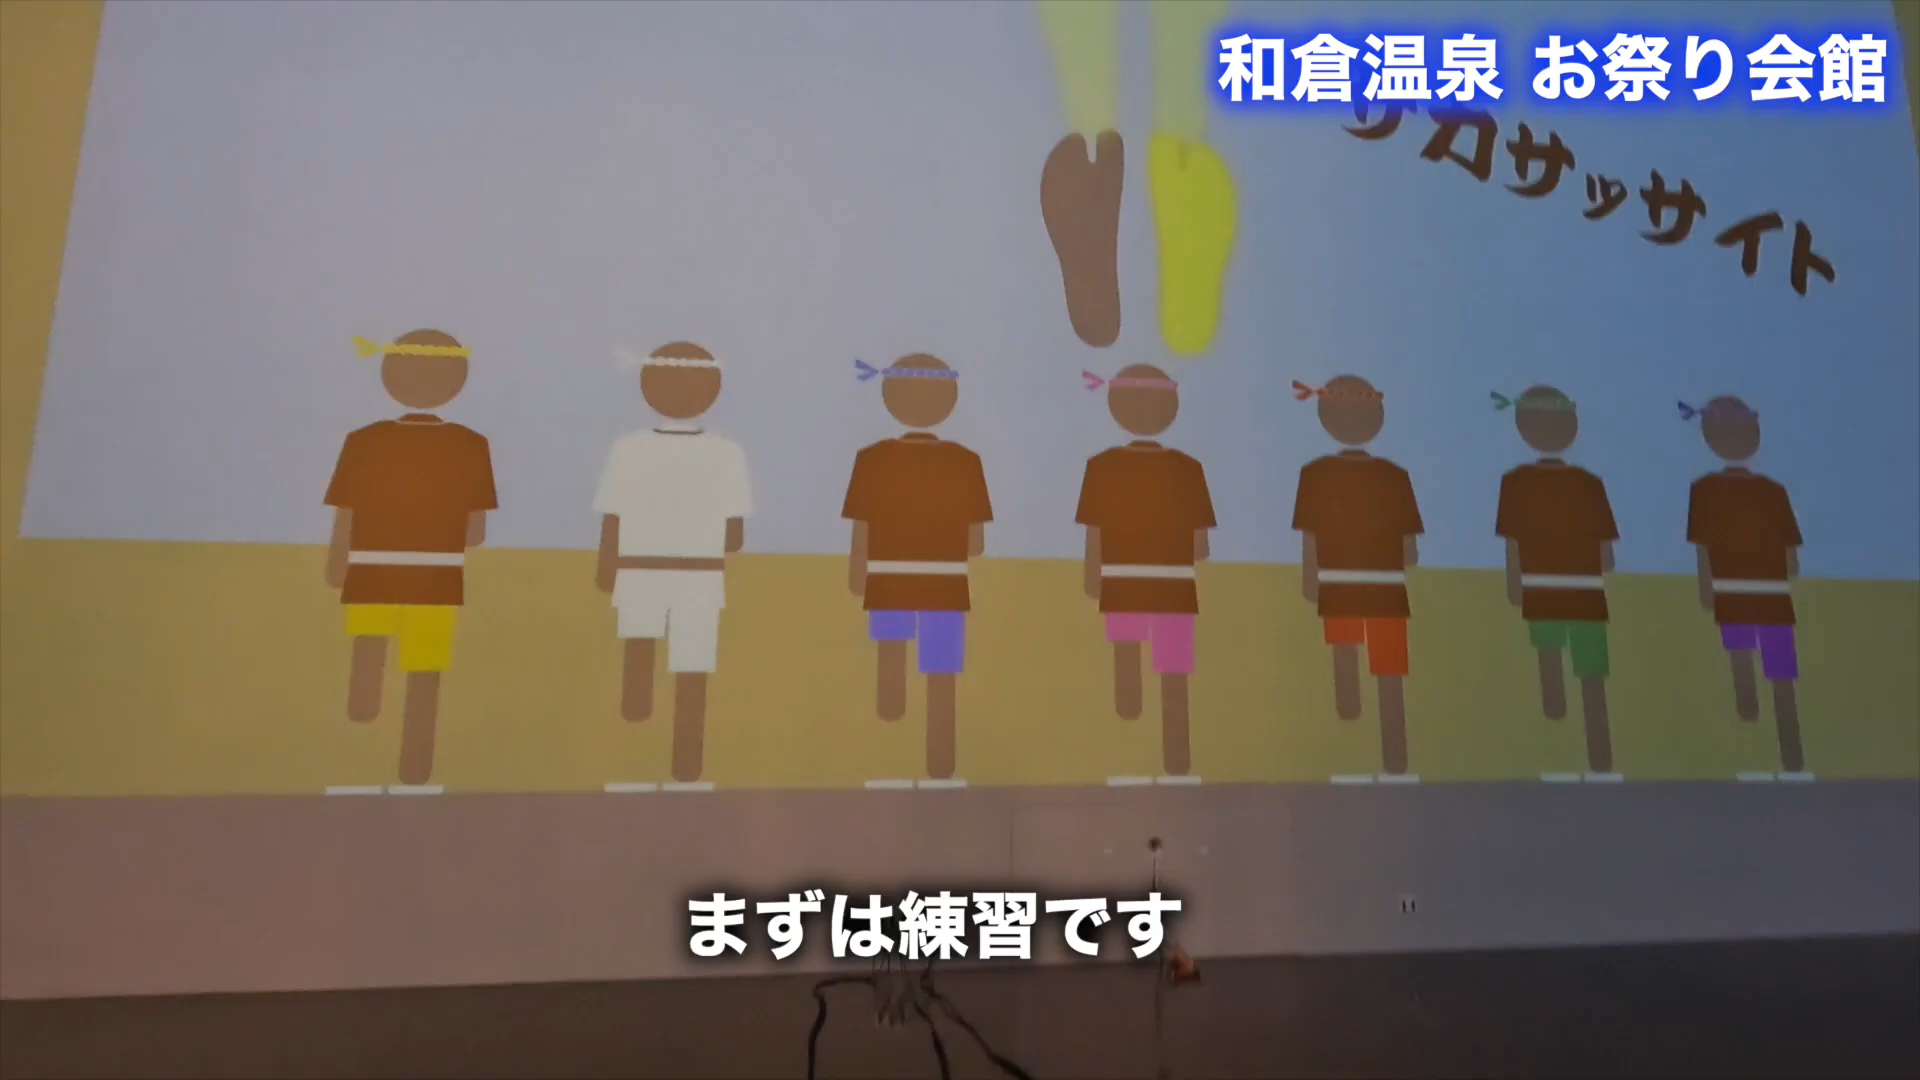 和倉温泉 お祭り会館
サカサッサイト
まずは練習です